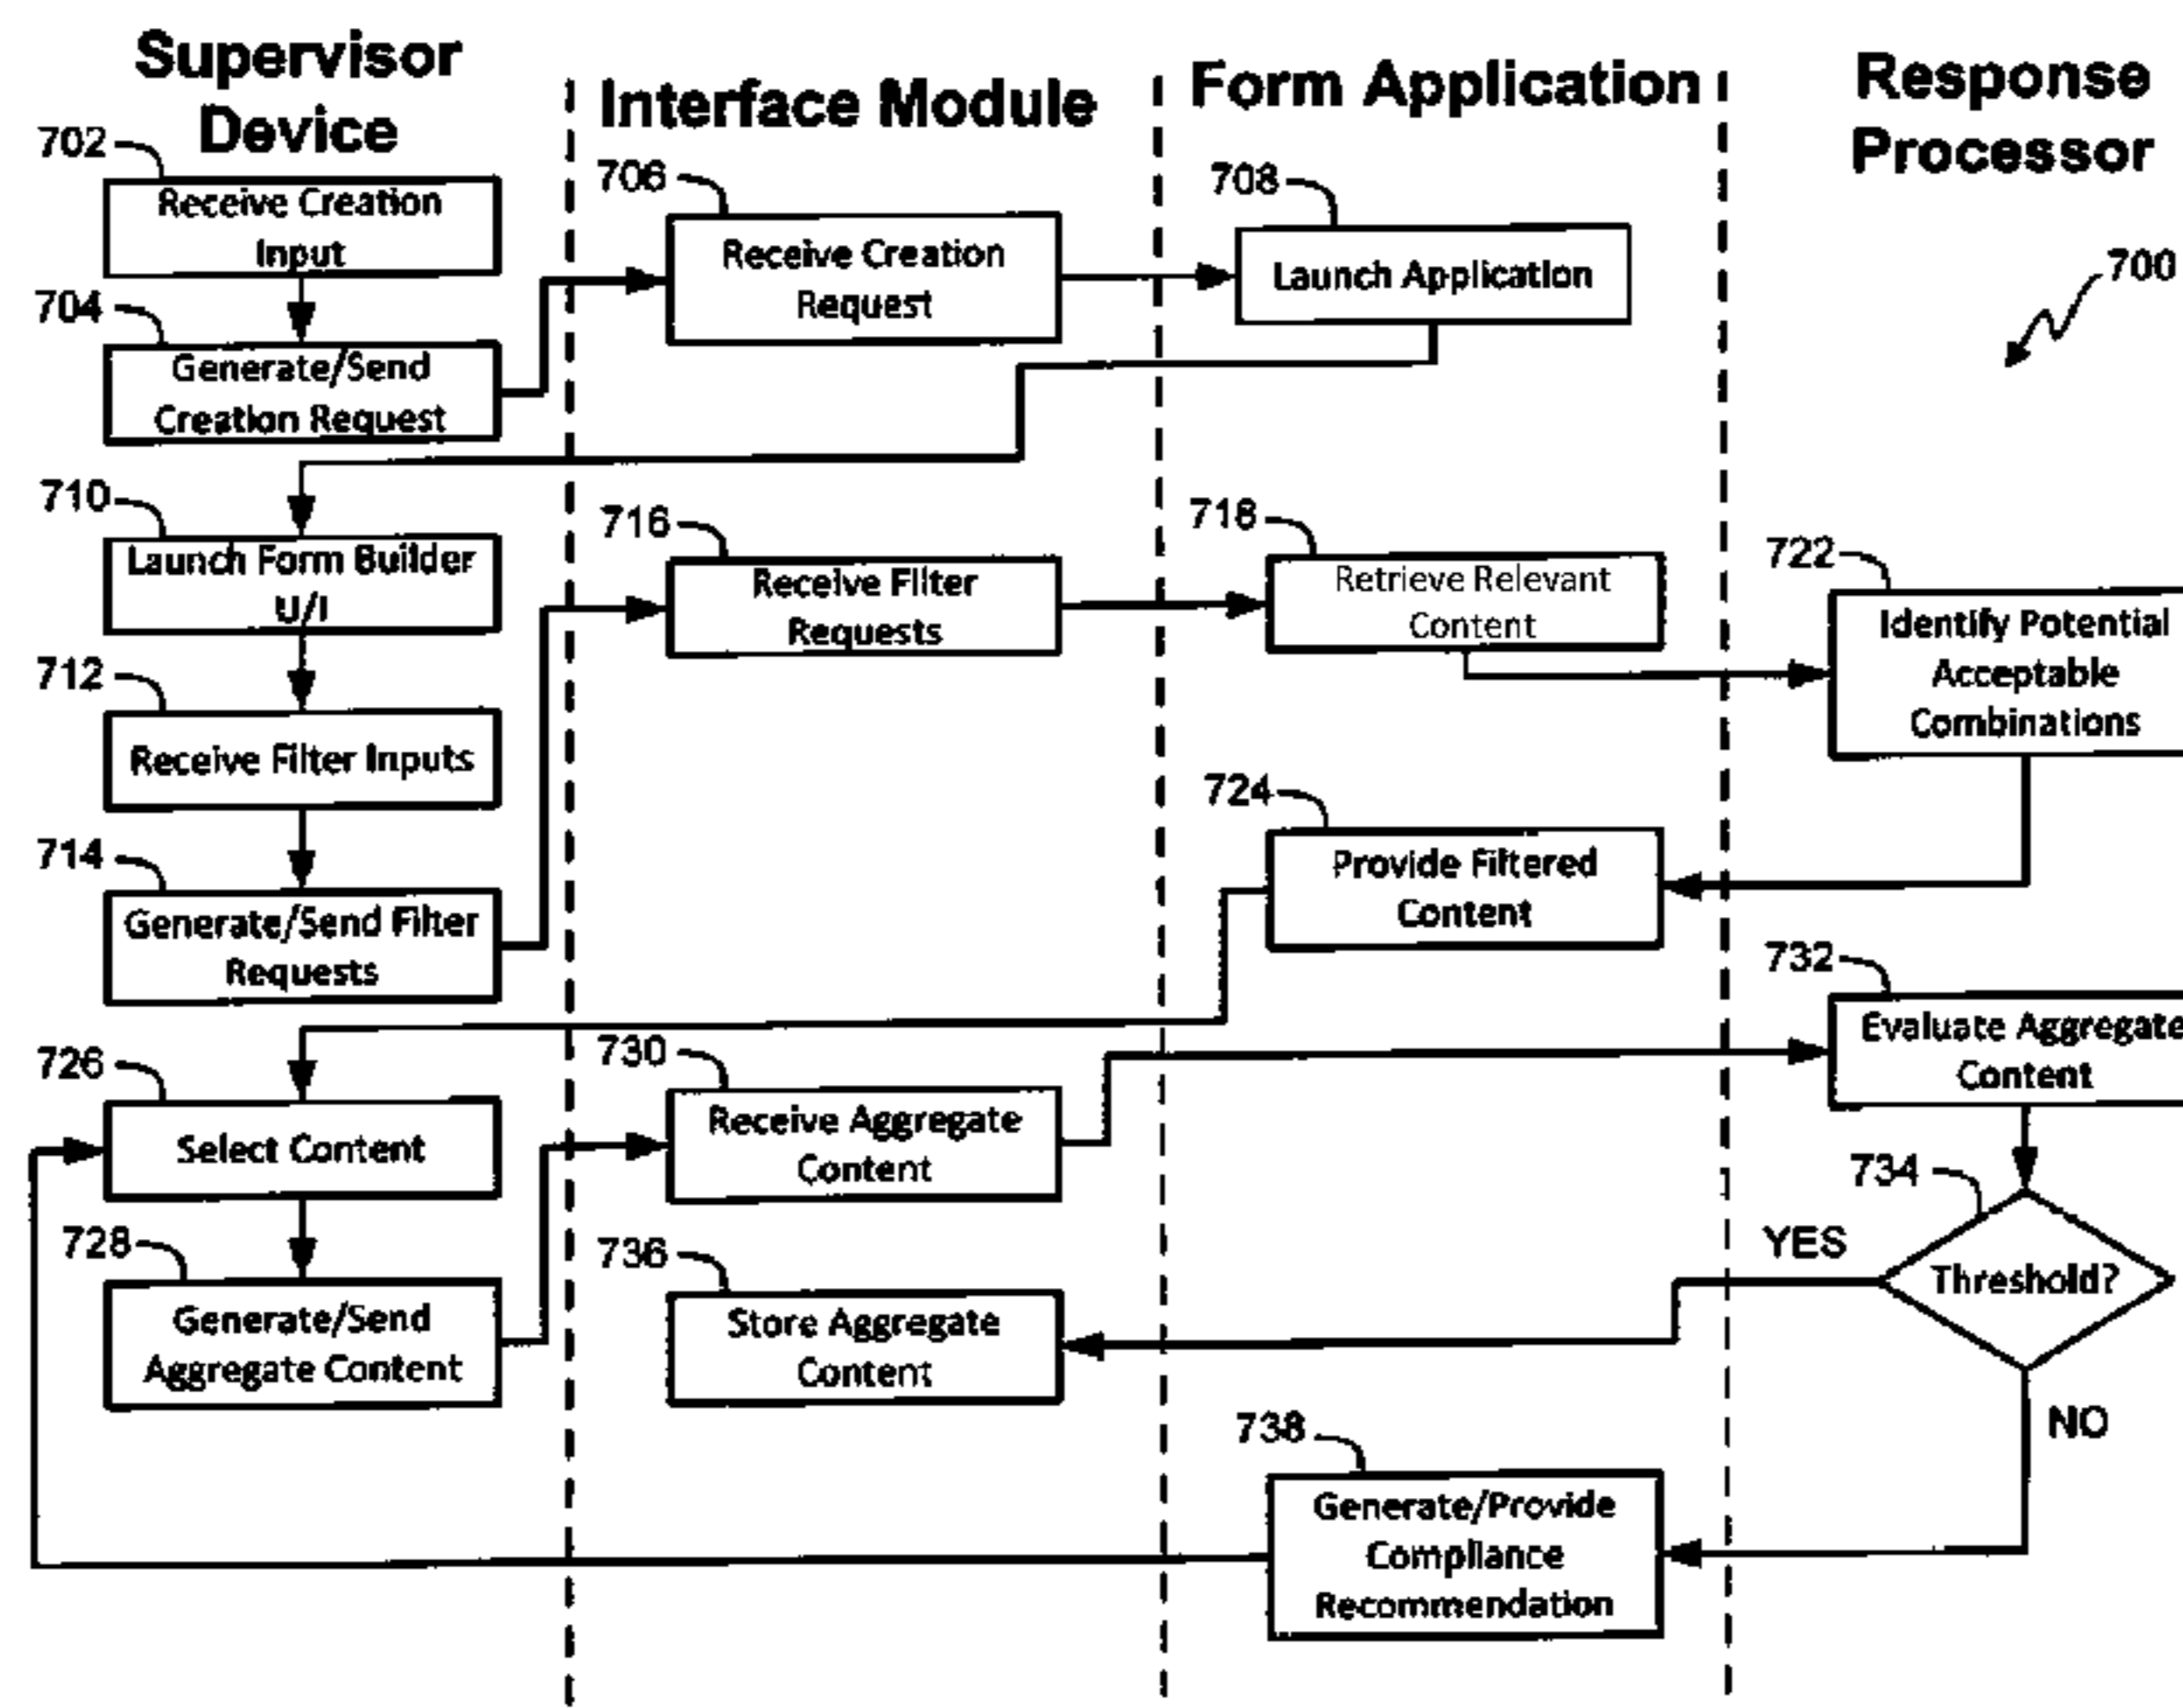 Supervisor
Device
Interface Module
Form Application
Response
Processor
702
Receive Creation
Input
704
Generate/Send
Creation Request
706
Receive Creation
Request
708
Launch Application
700
710
Launch Form Builder
U/I
712
Receive Filter Inputs
714
Generate/Send Filter
Requests
716
Receive Filter
Requests
718
Retrieve Relevant
Content
722
Identify Potential
Acceptable
Combinations
724
Provide Filtered
Content
726
Select Content
728
Generate/Send
Aggregate Content
730
Receive Aggregate
Content
732
Evaluate Aggregate
Content
734
Threshold?
YES
NO
736
Store Aggregate
Content
738
Generate/Provide
Compliance
Recommendation